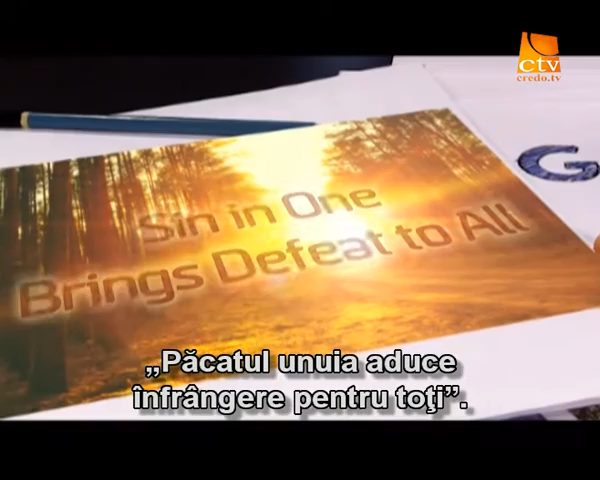 ctv
credo.tv
G
Sin in One
Brings Defeat to All
„Păcatul unuia aduce
înfrângere pentru toţi”.